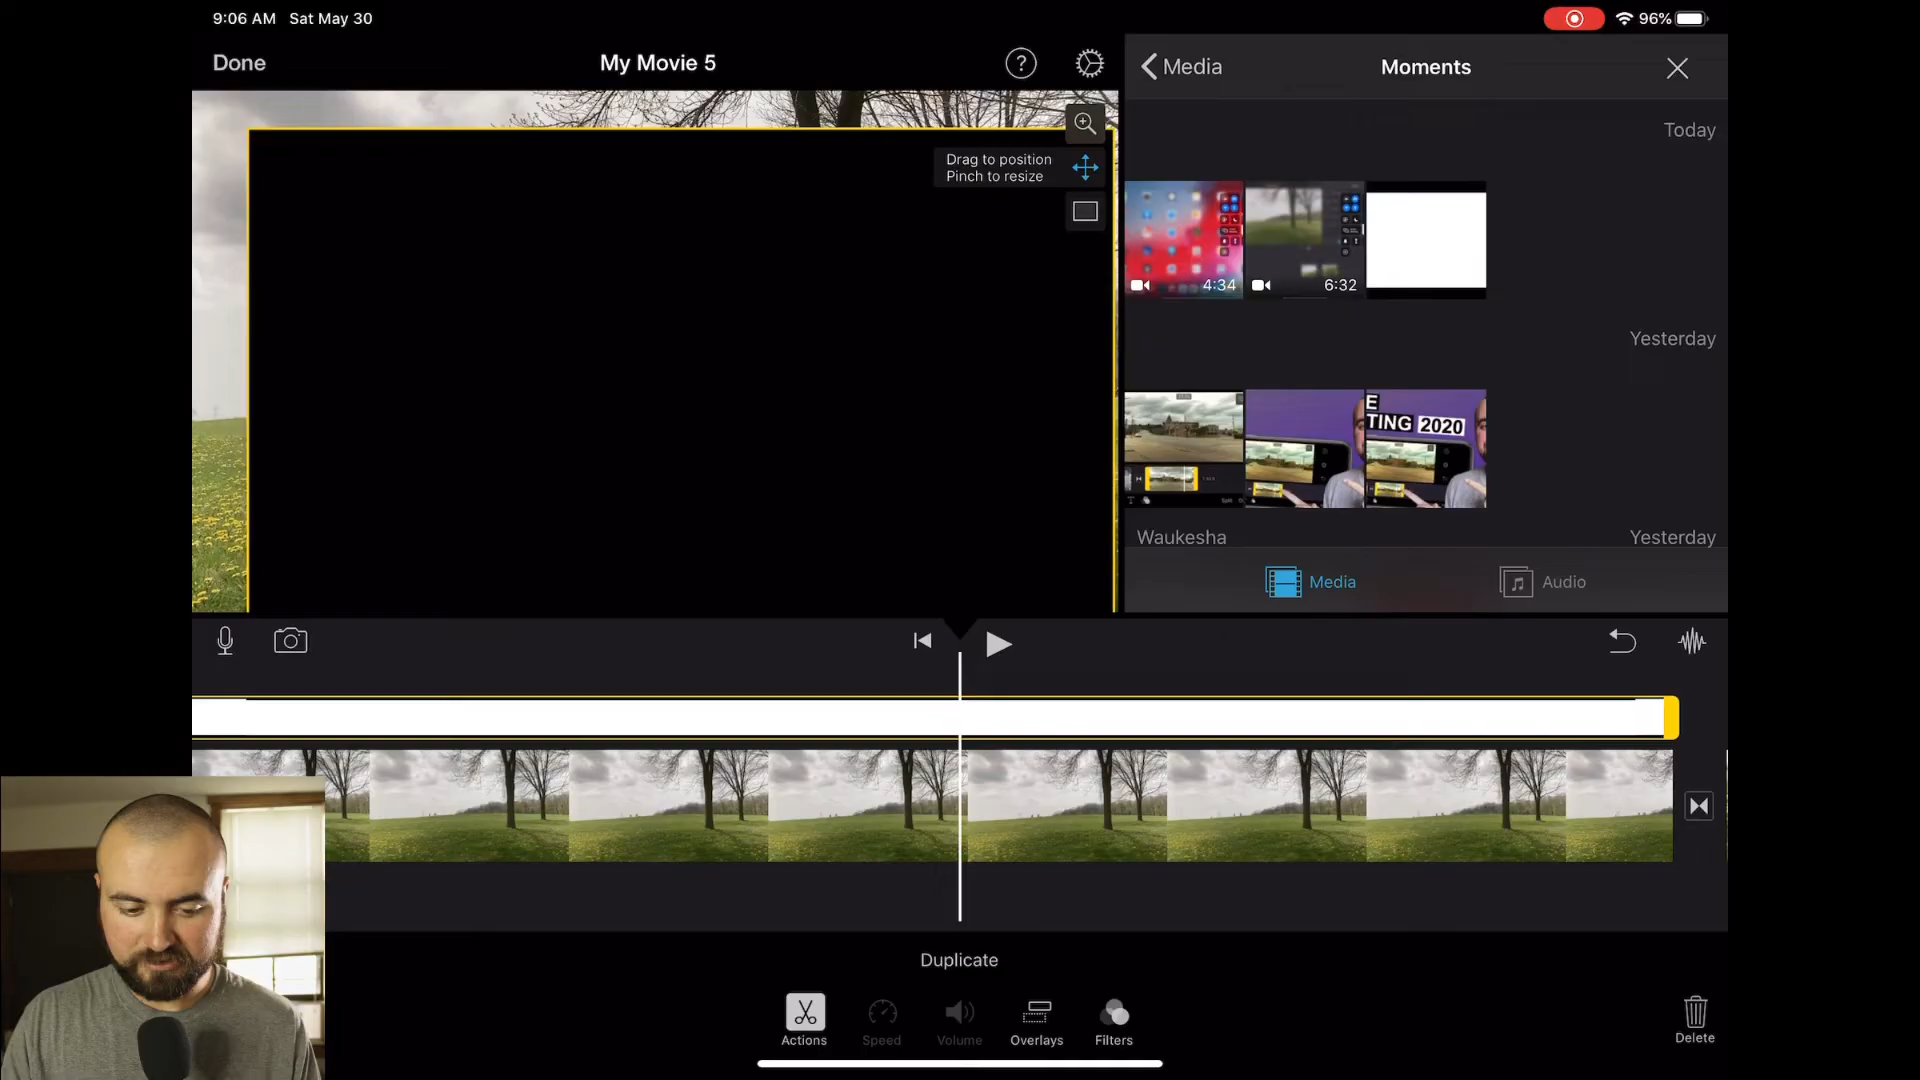 9:06 AM Sat May 30
96%
Done
My Movie 5
?
Media
Moments
Drag to position
Pinch to resize
Today
4:34
6:32
Yesterday
E
TING 2020
Waukesha
Yesterday
Media
Audio
Duplicate
Actions
Speed
Volume
Overlays
Filters
Delete